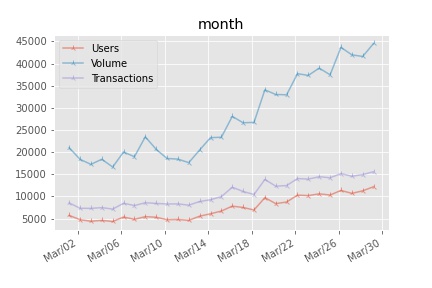 month
45000
40000
35000
30000
25000
20000
15000
10000
5000
Users
Volume
Transactions
Mar/02
Mar/06
Mar/10
Mar/14
Mar/18
Mar/22
Mar/26
Mar/30